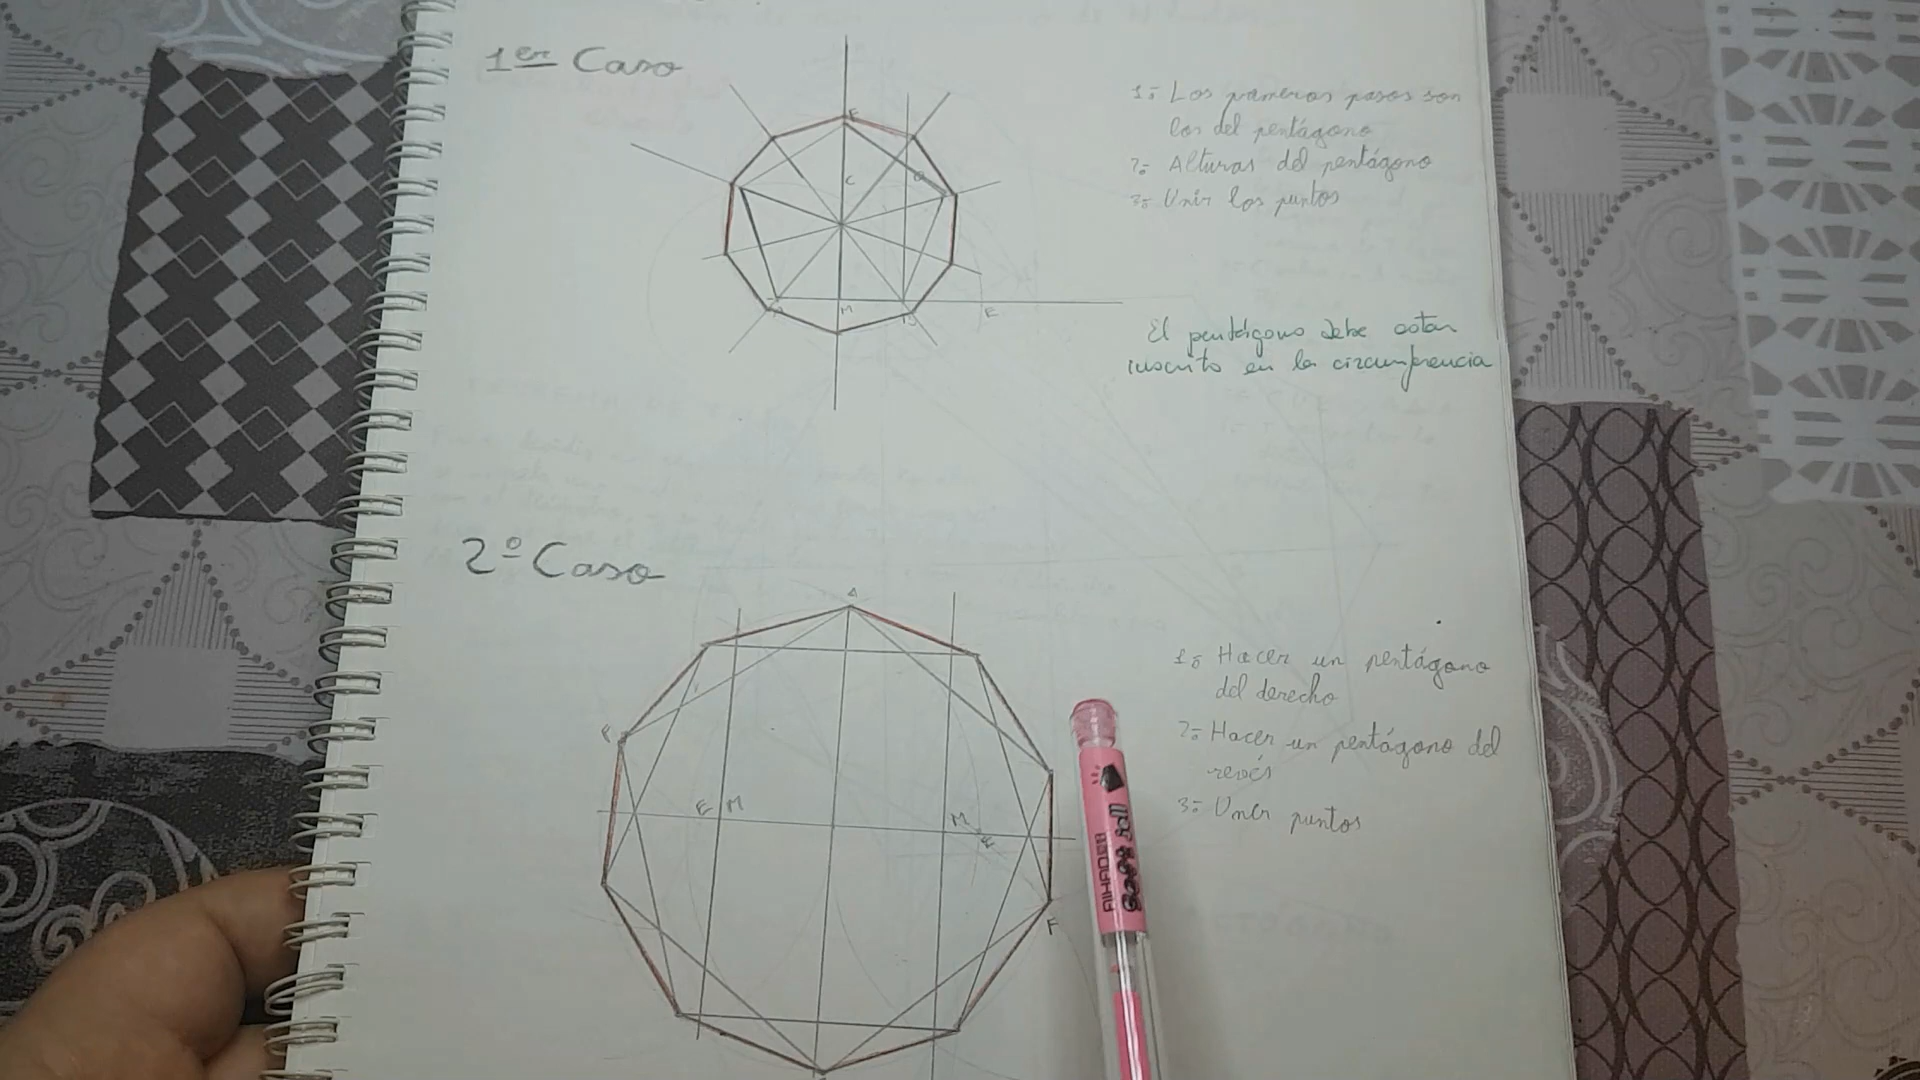 1er Caso
1º Los primeros pasos son
los del pentágono
2º Alturas del pentágono
3º Unir los puntos
F
C
M
E
El pentágono debe estar
inscrito en la circumferencia
2º Caso
A
1º Hacer un pentágono
del derecho
2º Hacer un pentágono del
revés
3º Unir puntos
F
E M
M
E
F
AIHAO